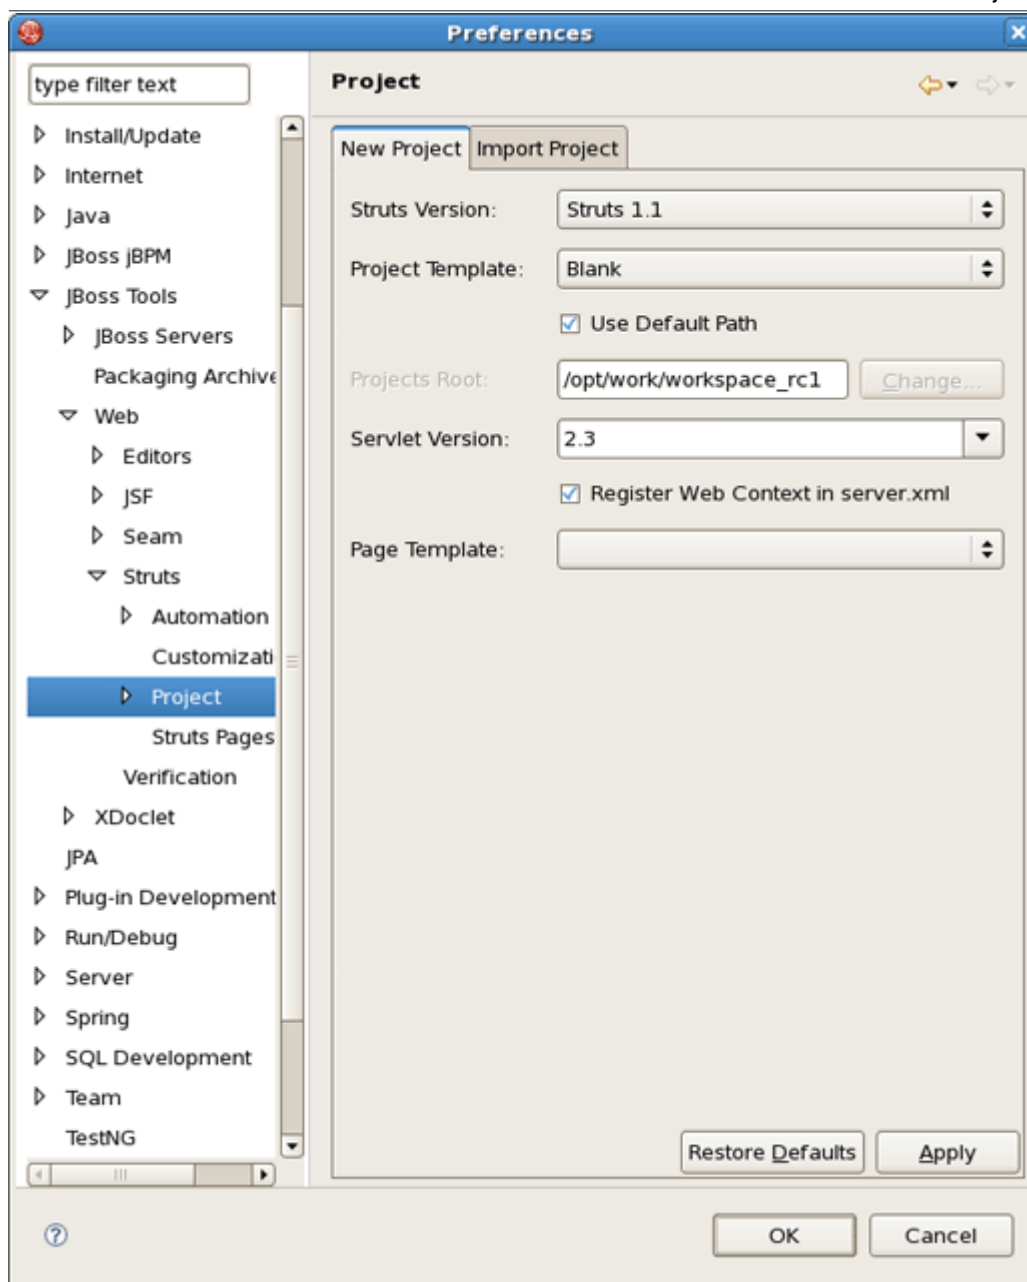 Preferences
type filter text
Install/Update
Internet
Java
JBoss jBPM
JBoss Tools
JBoss Servers
Packaging Archive
Web
Editors
JSF
Seam
Struts
Automation
Customizati
Project
Struts Pages
Verification
XDoclet
JPA
Plug-in Development
Run/Debug
Server
Spring
SQL Development
Team
TestNG
Project
New Project Import Project
Struts Version: Struts 1.1
Project Template: Blank
Use Default Path
Projects Root: /opt/work/workspace_rc1 Change...
Servlet Version: 2.3
Register Web Context in server.xml
Page Template:
Restore Defaults Apply
OK Cancel